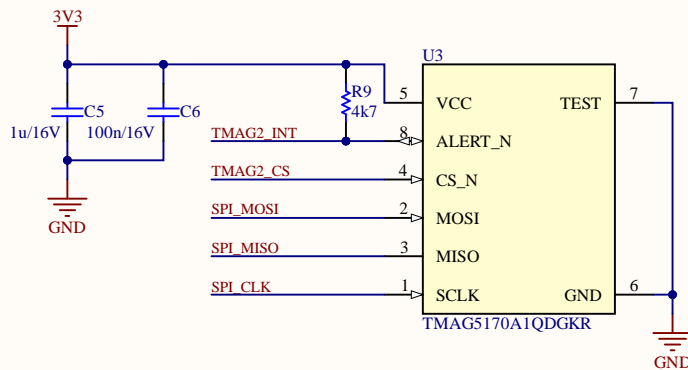 3V3
U3
C5
1u/16V
C6
100n/16V
R9
4k7
TMAG2_INT
TMAG2_CS
SPI_MOSI
SPI_MISO
SPI_CLK
5 VCC TEST 7
8 ALERT_N
4 CS_N
2 MOSI
3 MISO
1 SCLK GND 6
TMAG5170A1QDGKR
GND
GND